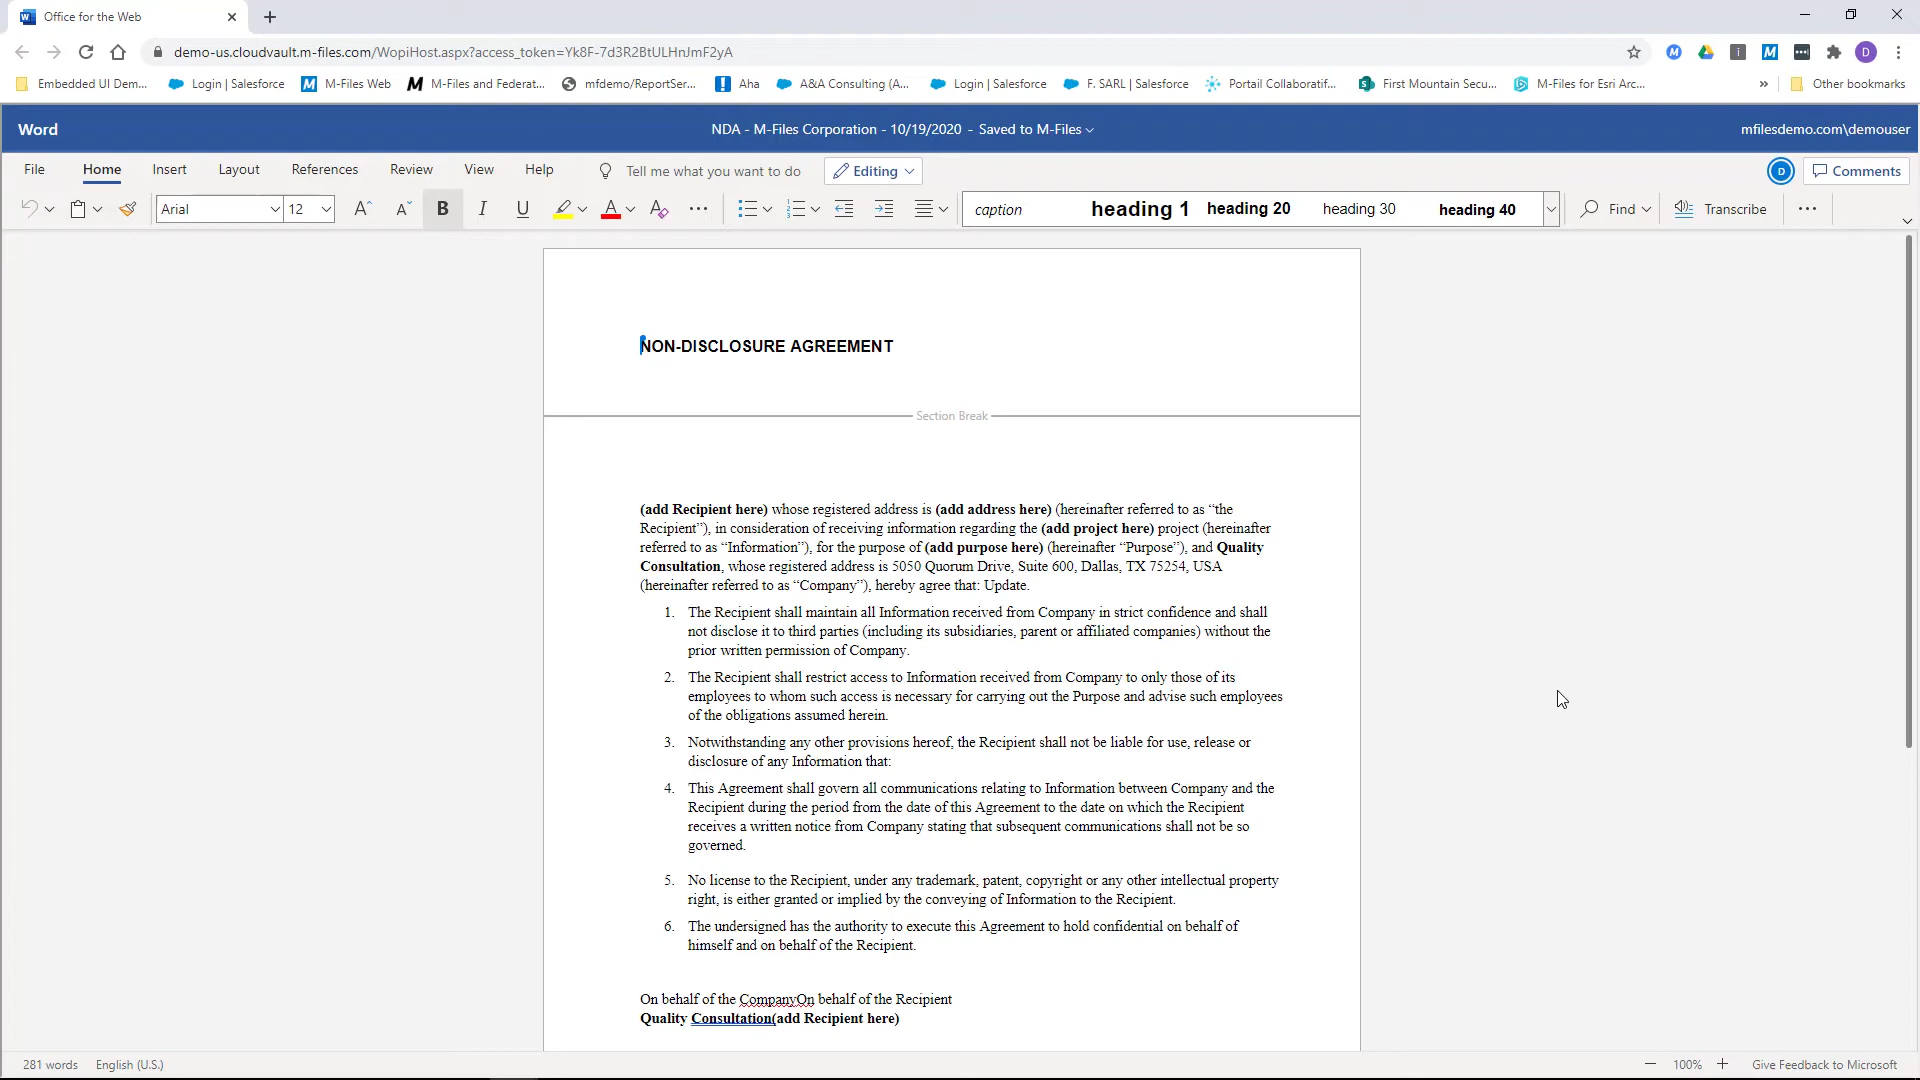 Office for the Web
demo-us.cloudvault.m-files.com/WopiHost.aspx?access_token=Yk8F-7d3R2BtULHnJmF2yA
Embedded UI Dem... Login | Salesforce M-Files Web M-Files and Federat... mfdemo/ReportSer... Aha A&A Consulting (A... Login | Salesforce F. SARL | Salesforce Portail Collaboratif... First Mountain Secu... M-Files for Esri Arc... » Other bookmarks
Word NDA - M-Files Corporation - 10/19/2020 - Saved to M-Files mfilesdemo.com\demouser
File Home Insert Layout References Review View Help Tell me what you want to do Editing D Comments
Arial 12 A A B I U A A caption heading 1 heading 20 heading 30 heading 40 Find Transcribe
NON-DISCLOSURE AGREEMENT
Section Break
(add Recipient here) whose registered address is (add address here) (hereinafter referred to as “the
Recipient”), in consideration of receiving information regarding the (add project here) project (hereinafter
referred to as “Information”), for the purpose of (add purpose here) (hereinafter “Purpose”), and Quality
Consultation, whose registered address is 5050 Quorum Drive, Suite 600, Dallas, TX 75254, USA
(hereinafter referred to as “Company”), hereby agree that: Update.
1. The Recipient shall maintain all Information received from Company in strict confidence and shall
not disclose it to third parties (including its subsidiaries, parent or affiliated companies) without the
prior written permission of Company.
2. The Recipient shall restrict access to Information received from Company to only those of its
employees to whom such access is necessary for carrying out the Purpose and advise such employees
of the obligations assumed herein.
3. Notwithstanding any other provisions hereof, the Recipient shall not be liable for use, release or
disclosure of any Information that:
4. This Agreement shall govern all communications relating to Information between Company and the
Recipient during the period from the date of this Agreement to the date on which the Recipient
receives a written notice from Company stating that subsequent communications shall not be so
governed.
5. No license to the Recipient, under any trademark, patent, copyright or any other intellectual property
right, is either granted or implied by the conveying of Information to the Recipient.
6. The undersigned has the authority to execute this Agreement to hold confidential on behalf of
himself and on behalf of the Recipient.
On behalf of the CompanyOn behalf of the Recipient
Quality Consultation(add Recipient here)
281 words English (U.S.) 100% Give Feedback to Microsoft